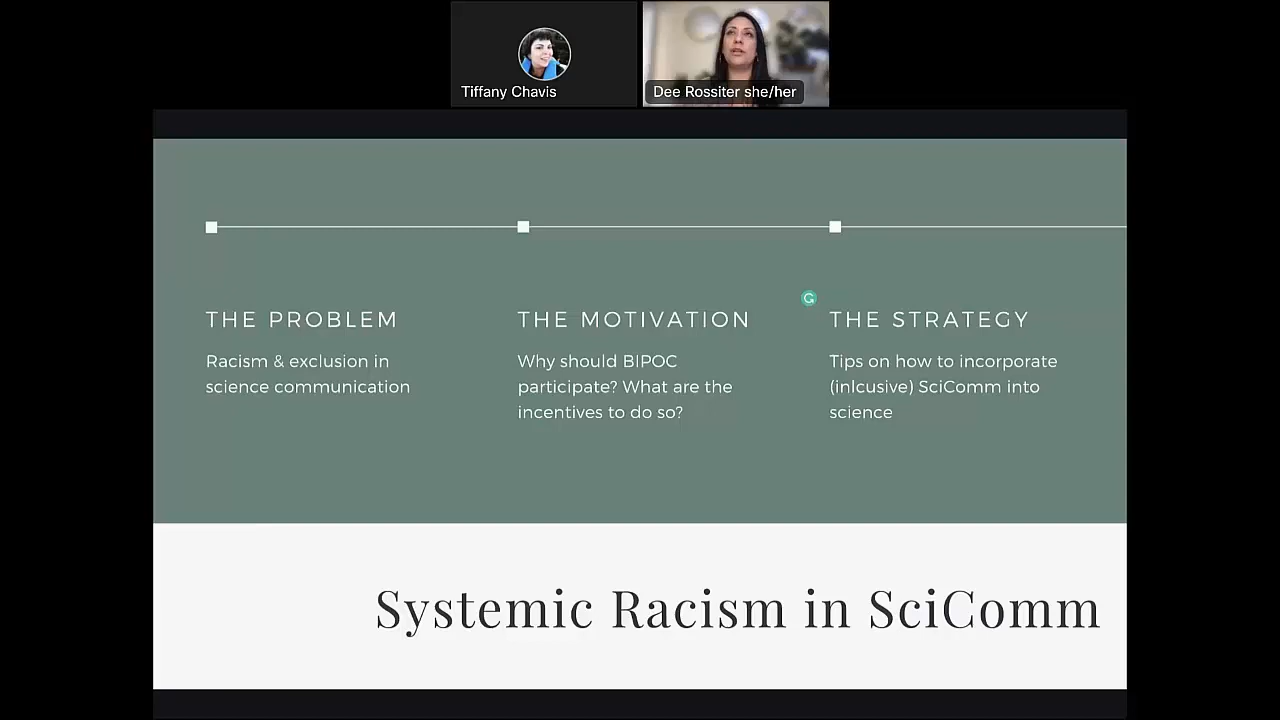 Tiffany Chavis
Dee Rossiter she/her
G
THE PROBLEM
Racism & exclusion in
science communication
THE MOTIVATION
Why should BIPOC
participate? What are the
incentives to do so?
THE STRATEGY
Tips on how to incorporate
(inlcusive) SciComm into
science
Systemic Racism in SciComm